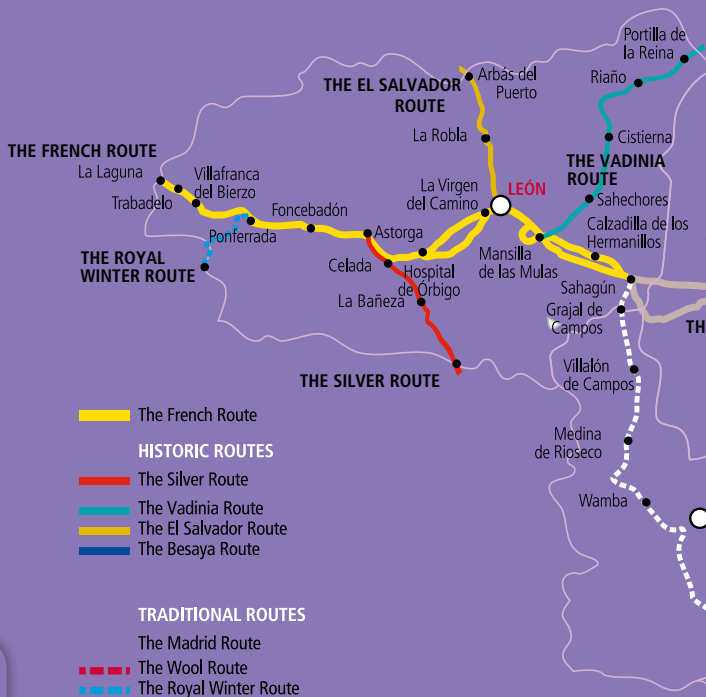 Portilla de
la Reina
Arbás del
Puerto
Riaño
THE EL SALVADOR
ROUTE
La Robla
Cistierna
THE FRENCH ROUTE
La Laguna
Villafranca
del Bierzo
THE VADINIA
ROUTE
La Virgen
del Camino
LEÓN
Trabadelo
Foncebadón
Sahechores
Ponferrada
Astorga
Calzadilla de los
Hermanillos
THE ROYAL
WINTER ROUTE
Celada
Hospital
de Órbigo
Mansilla
de las Mulas
Sahagún
La Bañeza
Grajal de
Campos
TH
THE SILVER ROUTE
Villalón
de Campos
Medina
de Rioseco
Wamba
The French Route
HISTORIC ROUTES
The Silver Route
The Vadinia Route
The El Salvador Route
The Besaya Route
TRADITIONAL ROUTES
The Madrid Route
The Wool Route
The Royal Winter Route